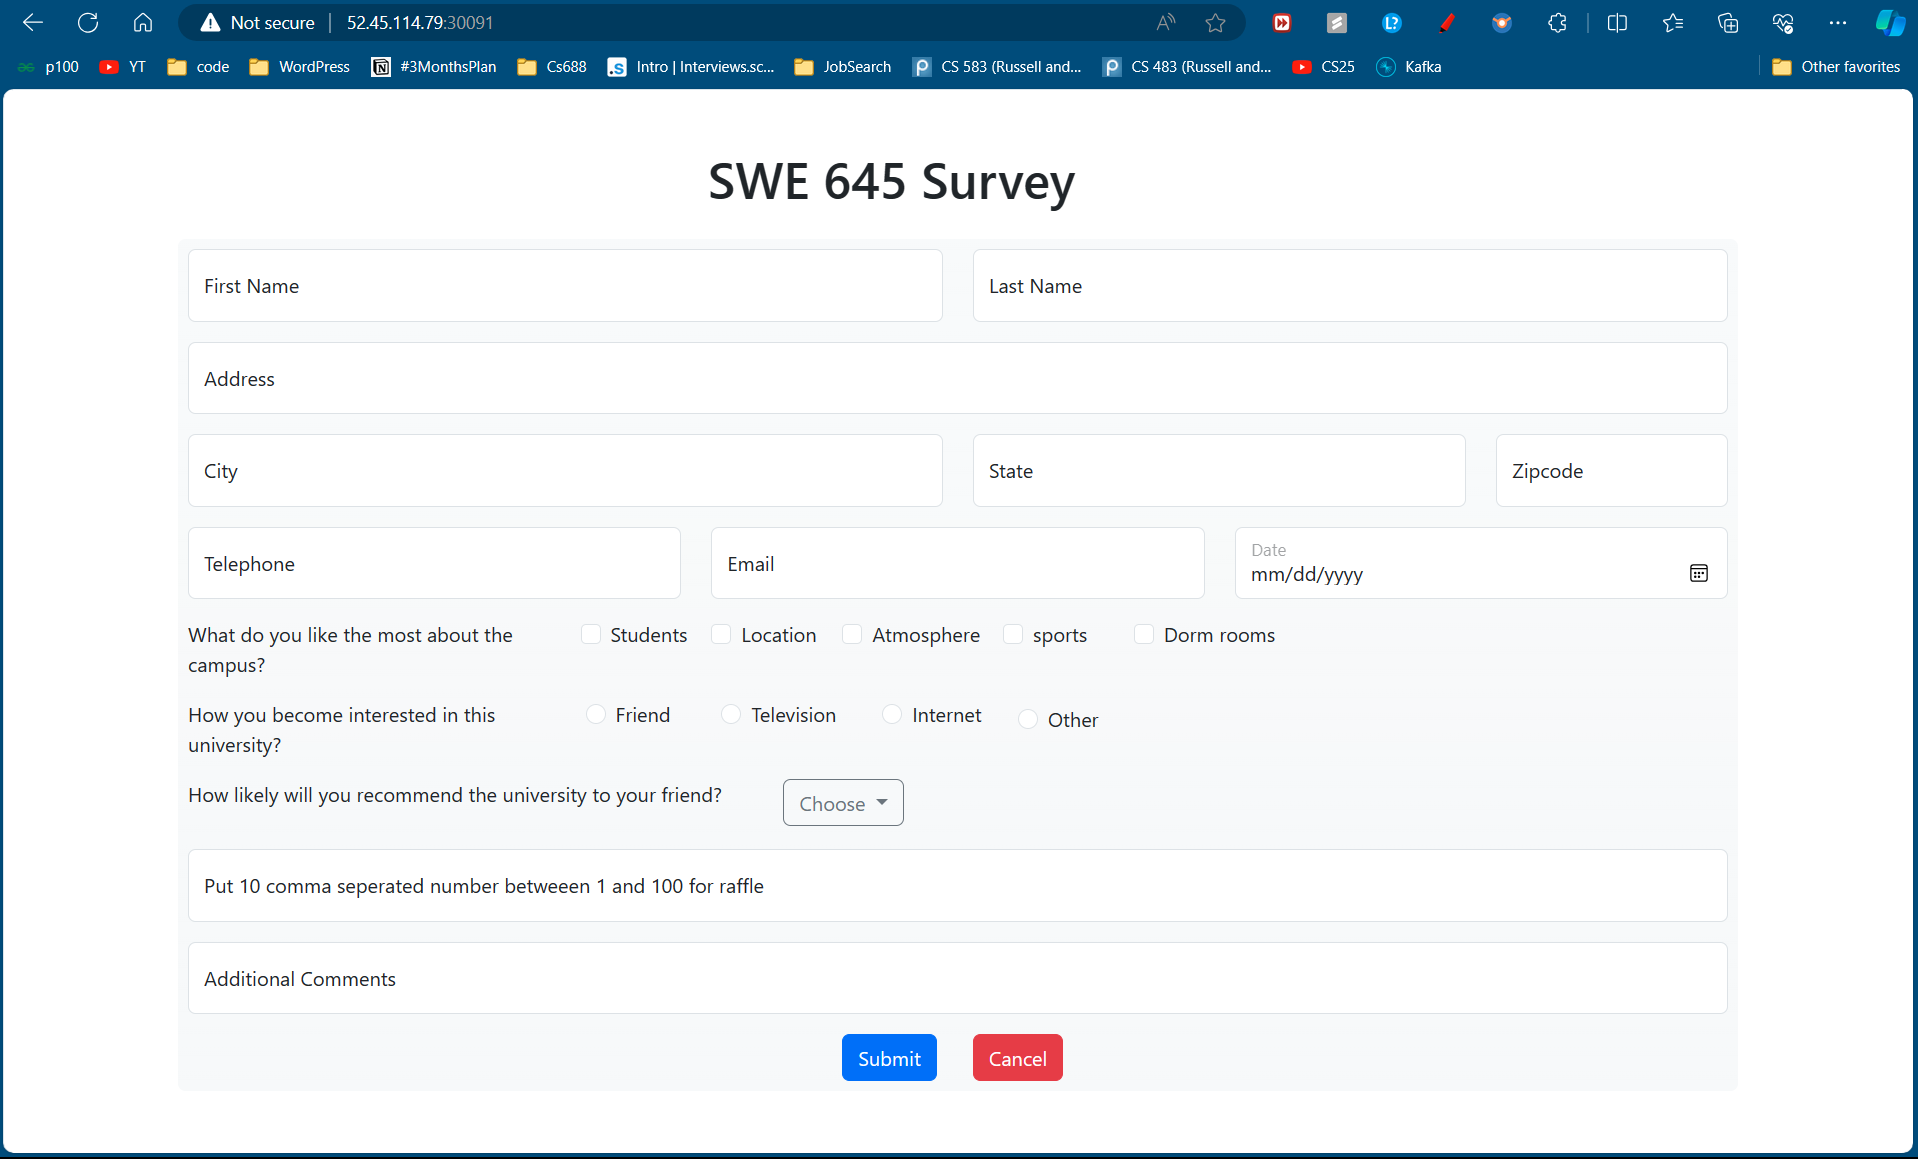 Not secure 52.45.114.79:30091
p100 YT code WordPress #3MonthsPlan Cs688 Intro | Interviews.sc... JobSearch CS 583 (Russell and... CS 483 (Russell and... CS25 Kafka Other favorites
SWE 645 Survey
First Name Last Name
Address
City State Zipcode
Telephone Email Date
mm/dd/yyyy
What do you like the most about the
campus?
Students Location Atmosphere sports Dorm rooms
How you become interested in this
university?
Friend Television Internet Other
How likely will you recommend the university to your friend? Choose
Put 10 comma seperated number betweeen 1 and 100 for raffle
Additional Comments
Submit Cancel